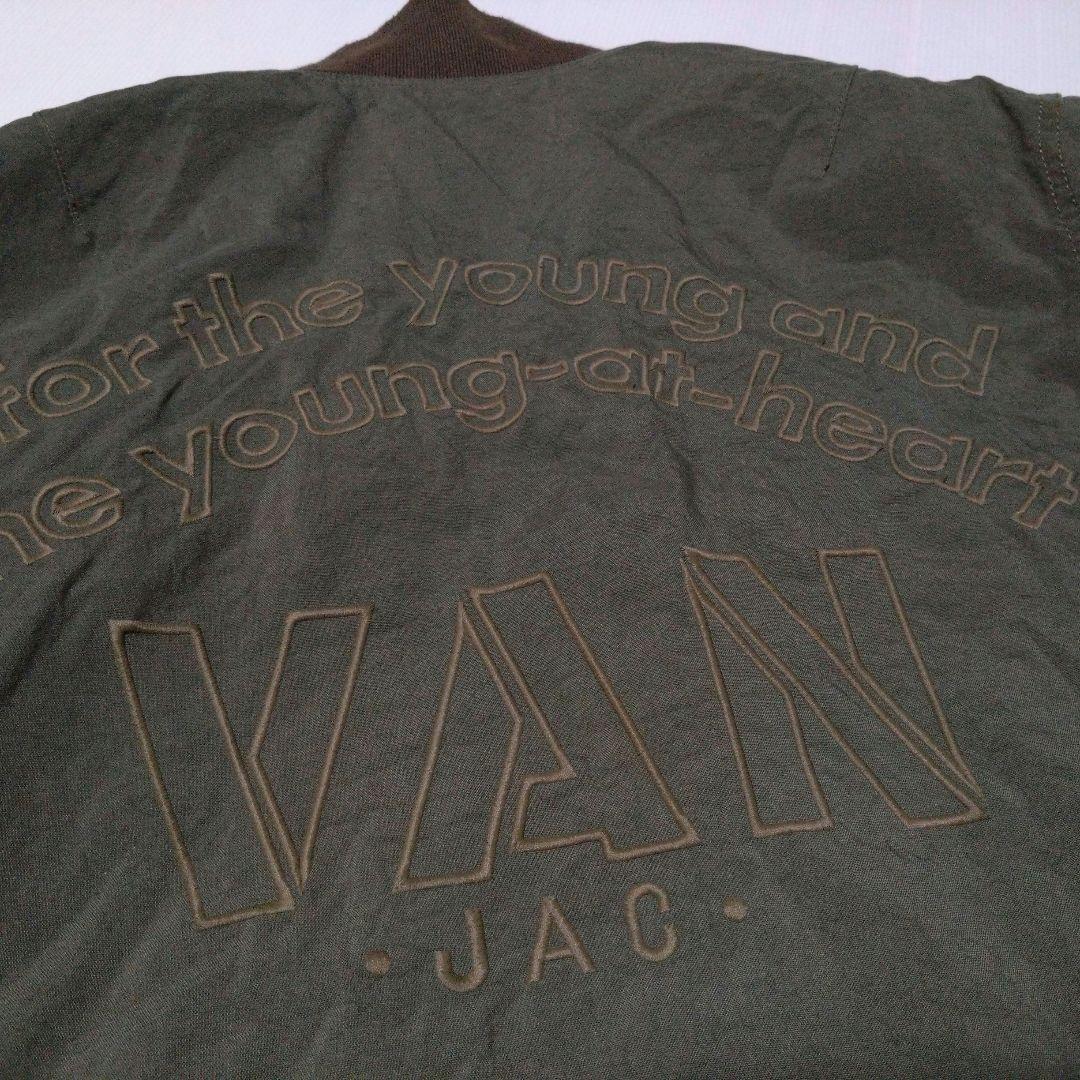 for the young and
he young-at-heart
VAN
·JAC·